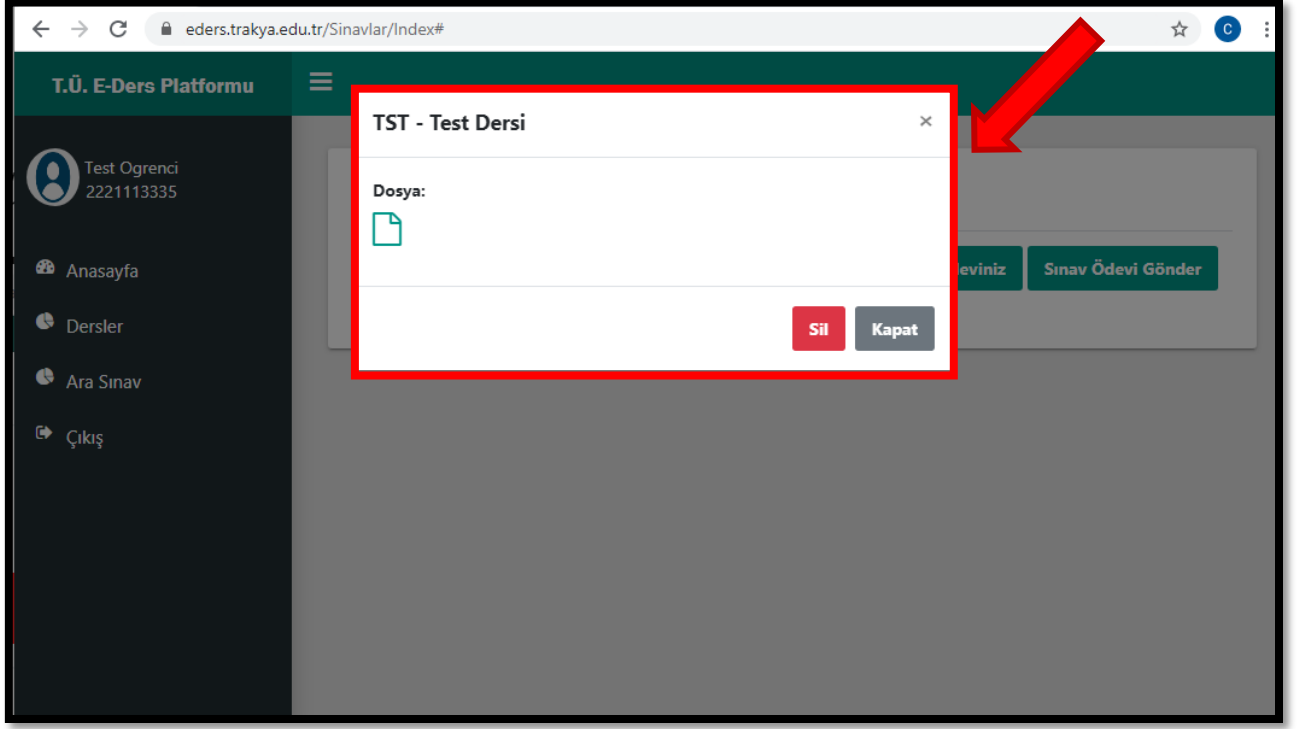 eders.trakya.edu.tr/Sinavlar/Index#
C
T.Ü. E-Ders Platformu
TST - Test Dersi
×
Test Ogrenci
2221113335
Dosya:
Anasayfa
Sınav Ödevi Gönder
Dersler
Sil
Kapat
Ara Sınav
Çıkış